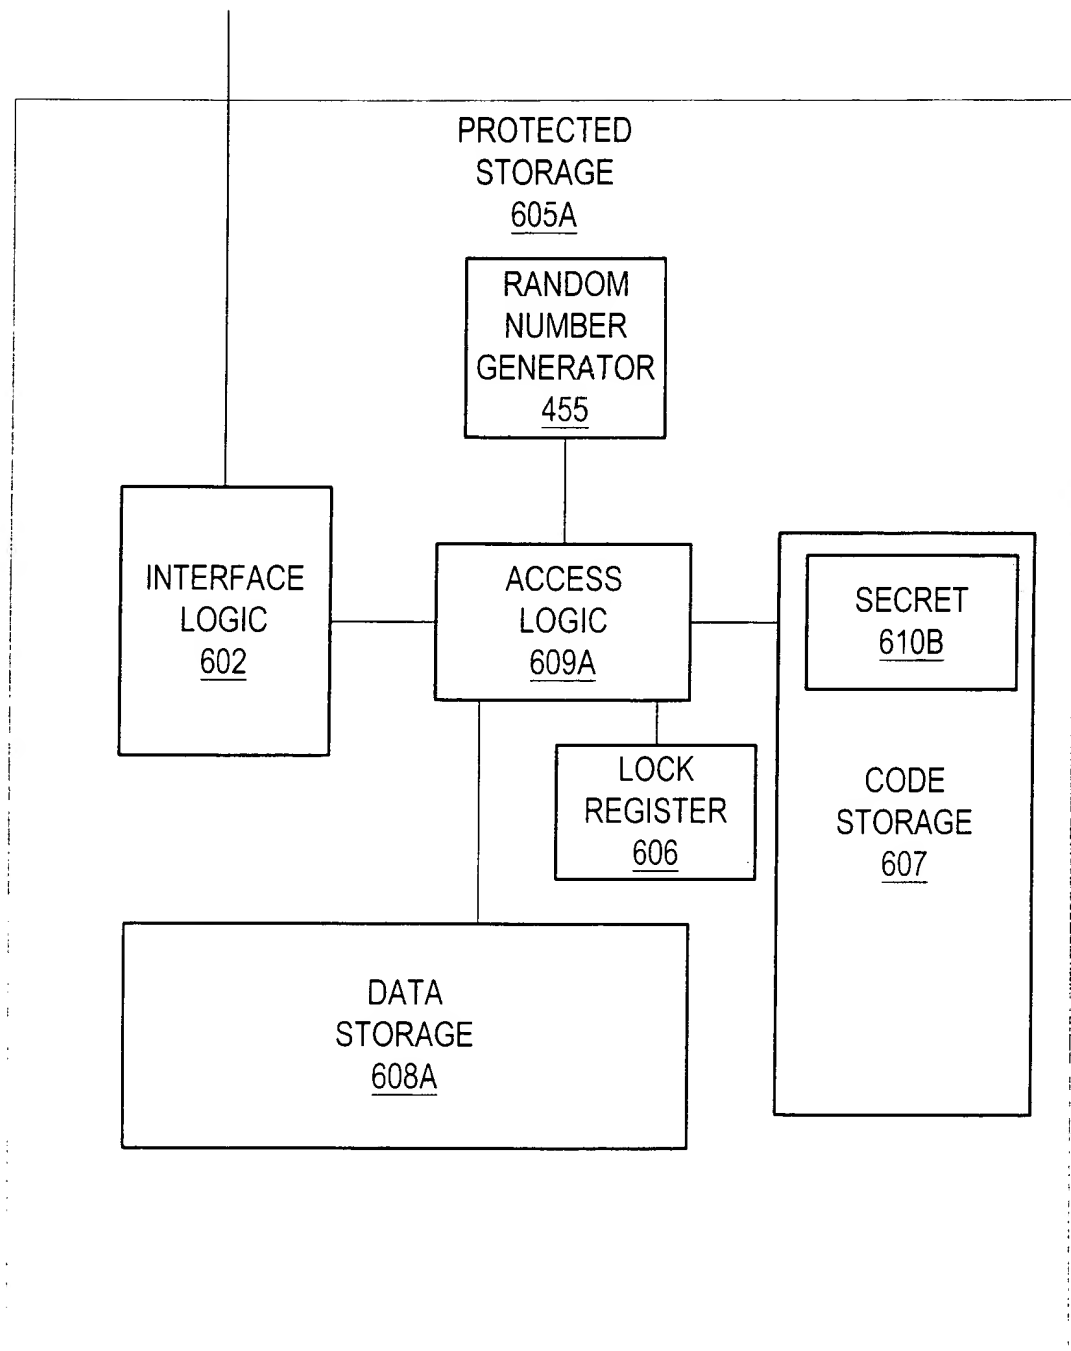 PROTECTED
STORAGE
605A
RANDOM
NUMBER
GENERATOR
455
INTERFACE
LOGIC
602
ACCESS
LOGIC
609A
SECRET
610B
LOCK
REGISTER
606
CODE
STORAGE
607
DATA
STORAGE
608A